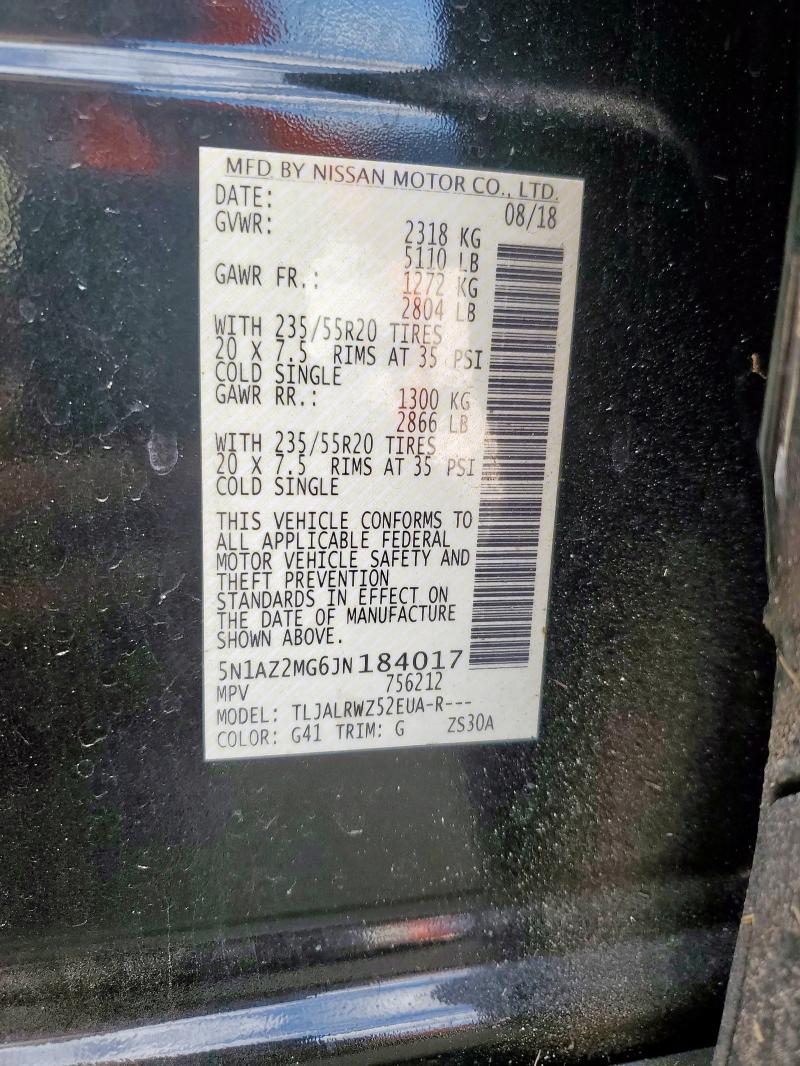 MFD BY NISSAN MOTOR CO., LTD.
DATE: 08/18
GVWR: 2318 KG
5110 LB
GAWR FR.: 1272 KG
2804 LB
WITH 235/55R20 TIRES
20 X 7.5 RIMS AT 35 PSI
COLD SINGLE
GAWR RR.: 1300 KG
2866 LB
WITH 235/55R20 TIRES
20 X 7.5 RIMS AT 35 PSI
COLD SINGLE
THIS VEHICLE CONFORMS TO
ALL APPLICABLE FEDERAL
MOTOR VEHICLE SAFETY AND
THEFT PREVENTION
STANDARDS IN EFFECT ON
THE DATE OF MANUFACTURE
SHOWN ABOVE.
5N1AZ2MG6JN184017
MPV 756212
MODEL: TLJALRWZ52EUA-R---
COLOR: G41 TRIM: G ZS30A